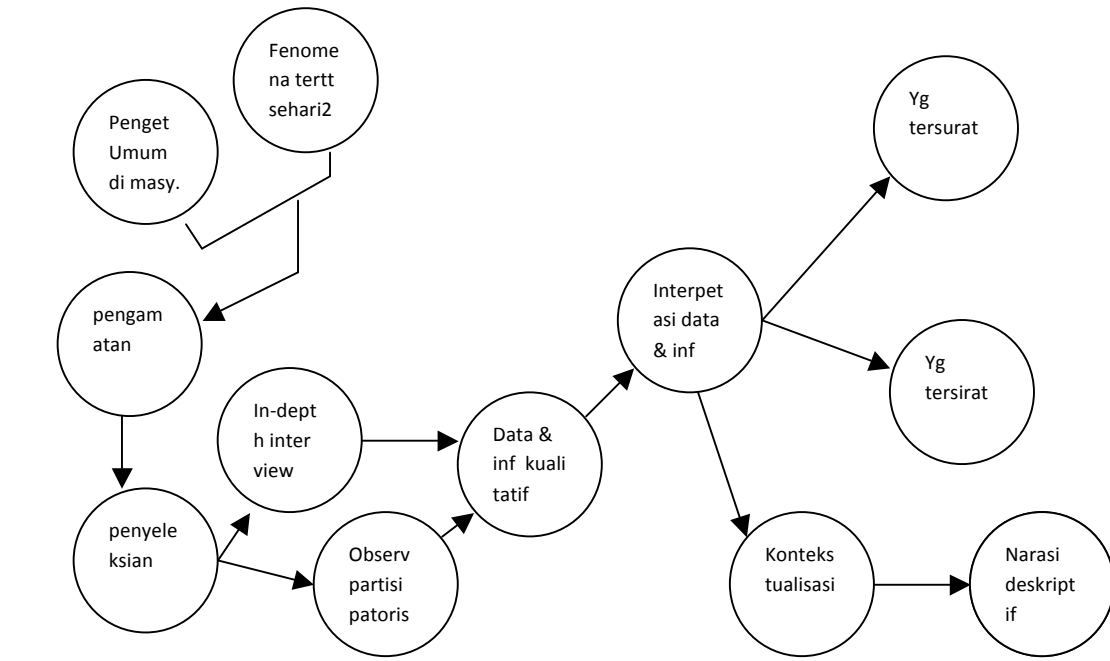 Fenome
na tertt
sehari2
Penget
Umum
di masy.
Yg
tersurat
pengam
atan
Interpet
asi data
& inf
Yg
tersirat
In-dept
h inter
view
Data &
inf kuali
tatif
penyele
ksian
Observ
partisi
patoris
Konteks
tualisasi
Narasi
deskript
if